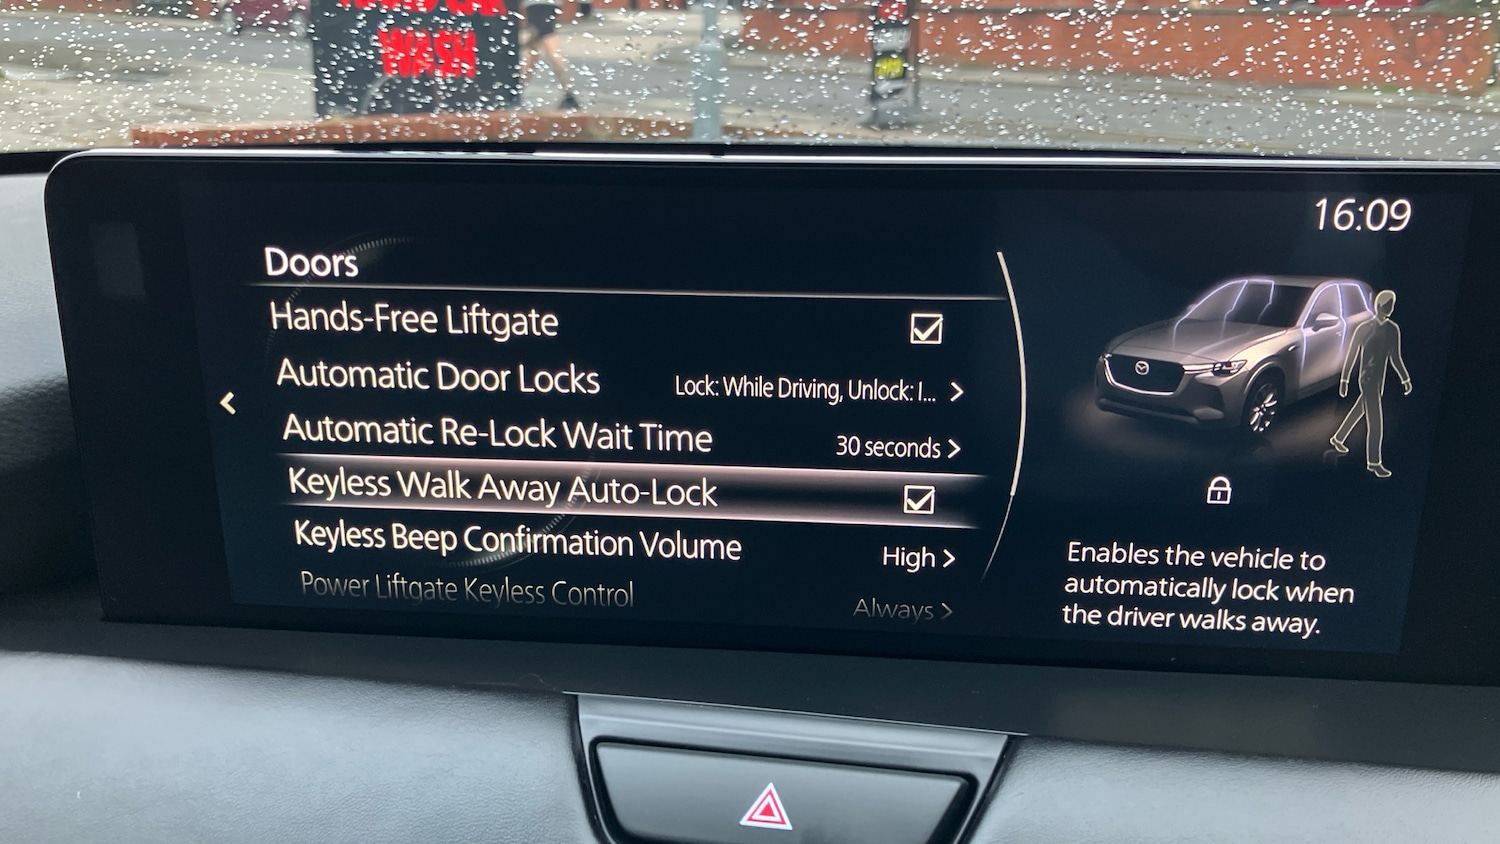 WASH
16:09
Doors
Hands-Free Liftgate
Automatic Door Locks Lock: While Driving, Unlock: I... >
Automatic Re-Lock Wait Time 30 seconds >
<
Keyless Walk Away Auto-Lock
Keyless Beep Confirmation Volume High >
Power Liftgate Keyless Control Always >
Enables the vehicle to
automatically lock when
the driver walks away.